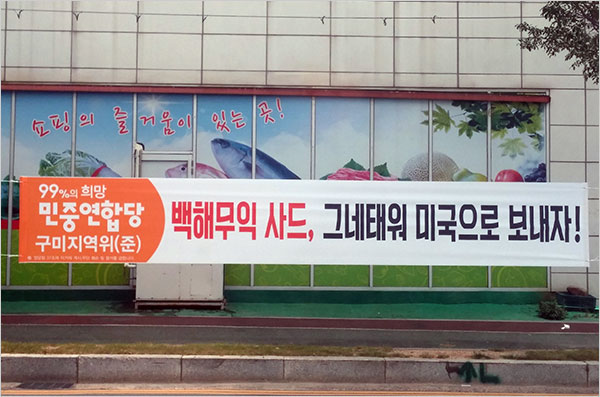 쇼핑의 즐거움이 있는 곳!
99%의 희망
민중연합당
구미지역위(준)
백해무익 사드, 그네태워 미국으로 보내자!